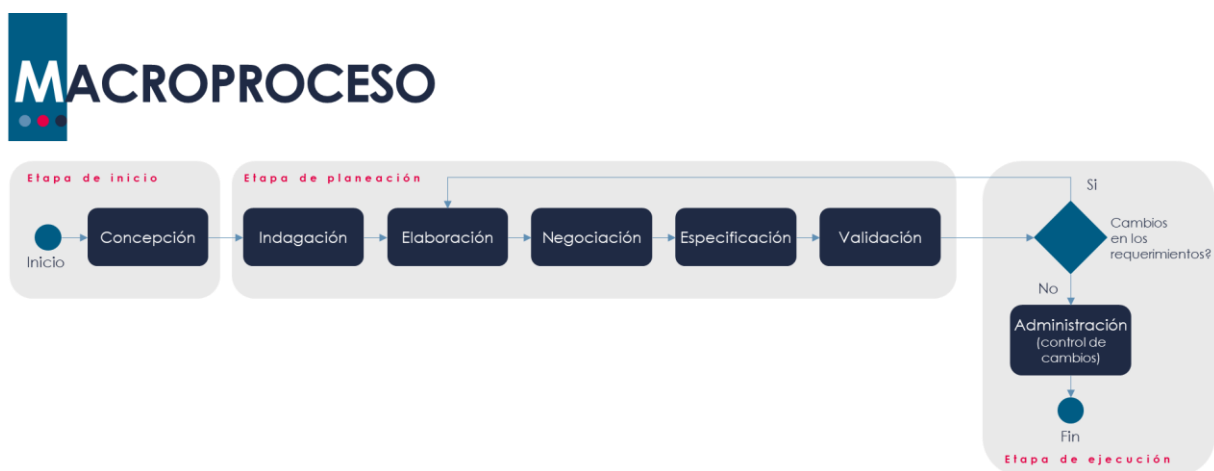 MACROPROCESO
Etapa de inicio
Inicio
Concepción
Etapa de planeación
Indagación
Elaboración
Negociación
Especificación
Validación
Si
Cambios
en los
requerimientos?
No
Administración
(control de
cambios)
Fin
Etapa de ejecución